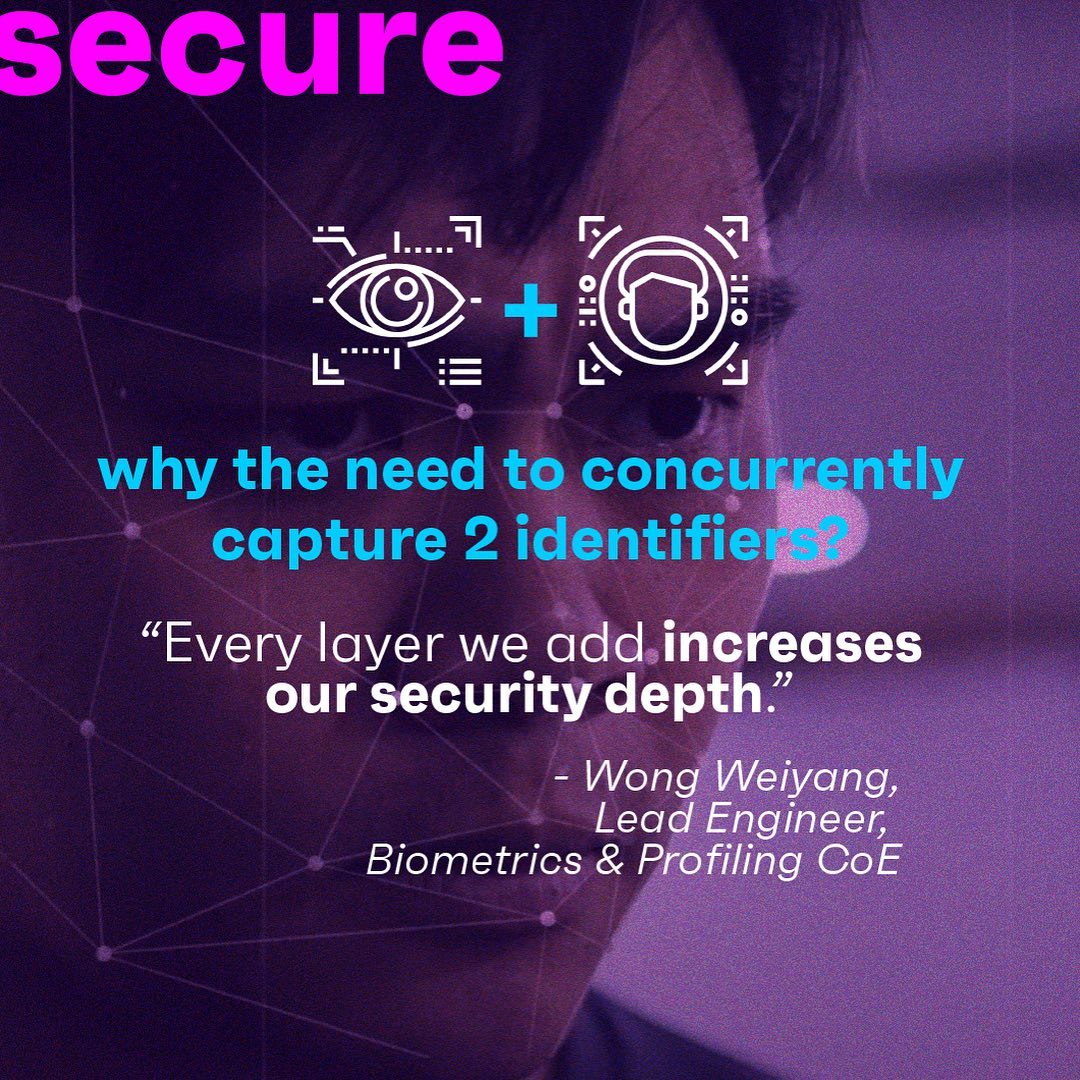 secure
why the need to concurrently
capture 2 identifiers?
“Every layer we add increases
our security depth.”
- Wong Weiyang,
Lead Engineer,
Biometrics & Profiling CoE